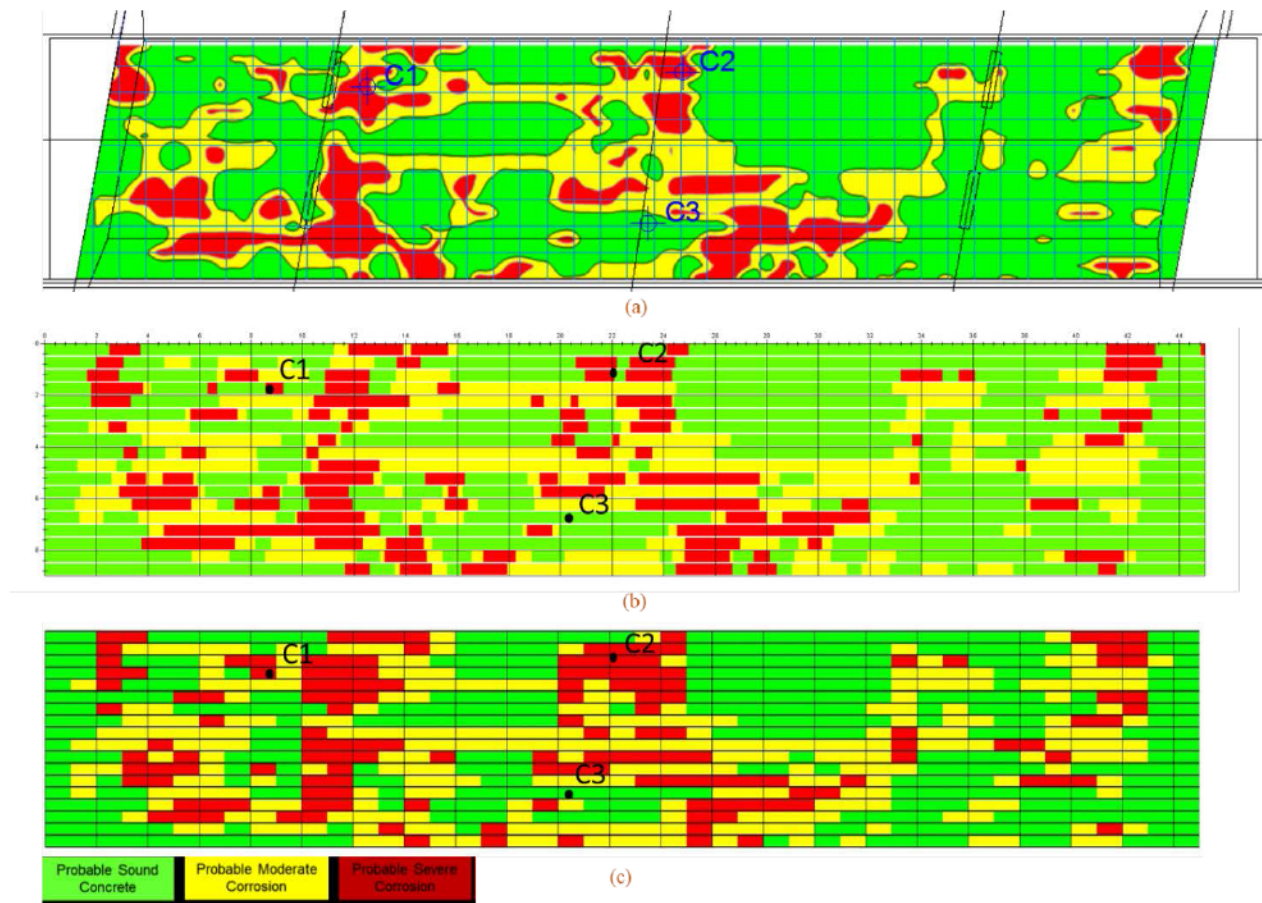 C1
C2
C3
(a)
0 2 4 6 8 10 12 14 16 18 20 22 24 26 28 30 32 34 36 38 40 42 44
C1
C2
2
4
6
C3
8
(b)
C1
C2
C3
Probable Sound
Concrete
Probable Moderate
Corrosion
Probable Severe
Corrosion
(c)